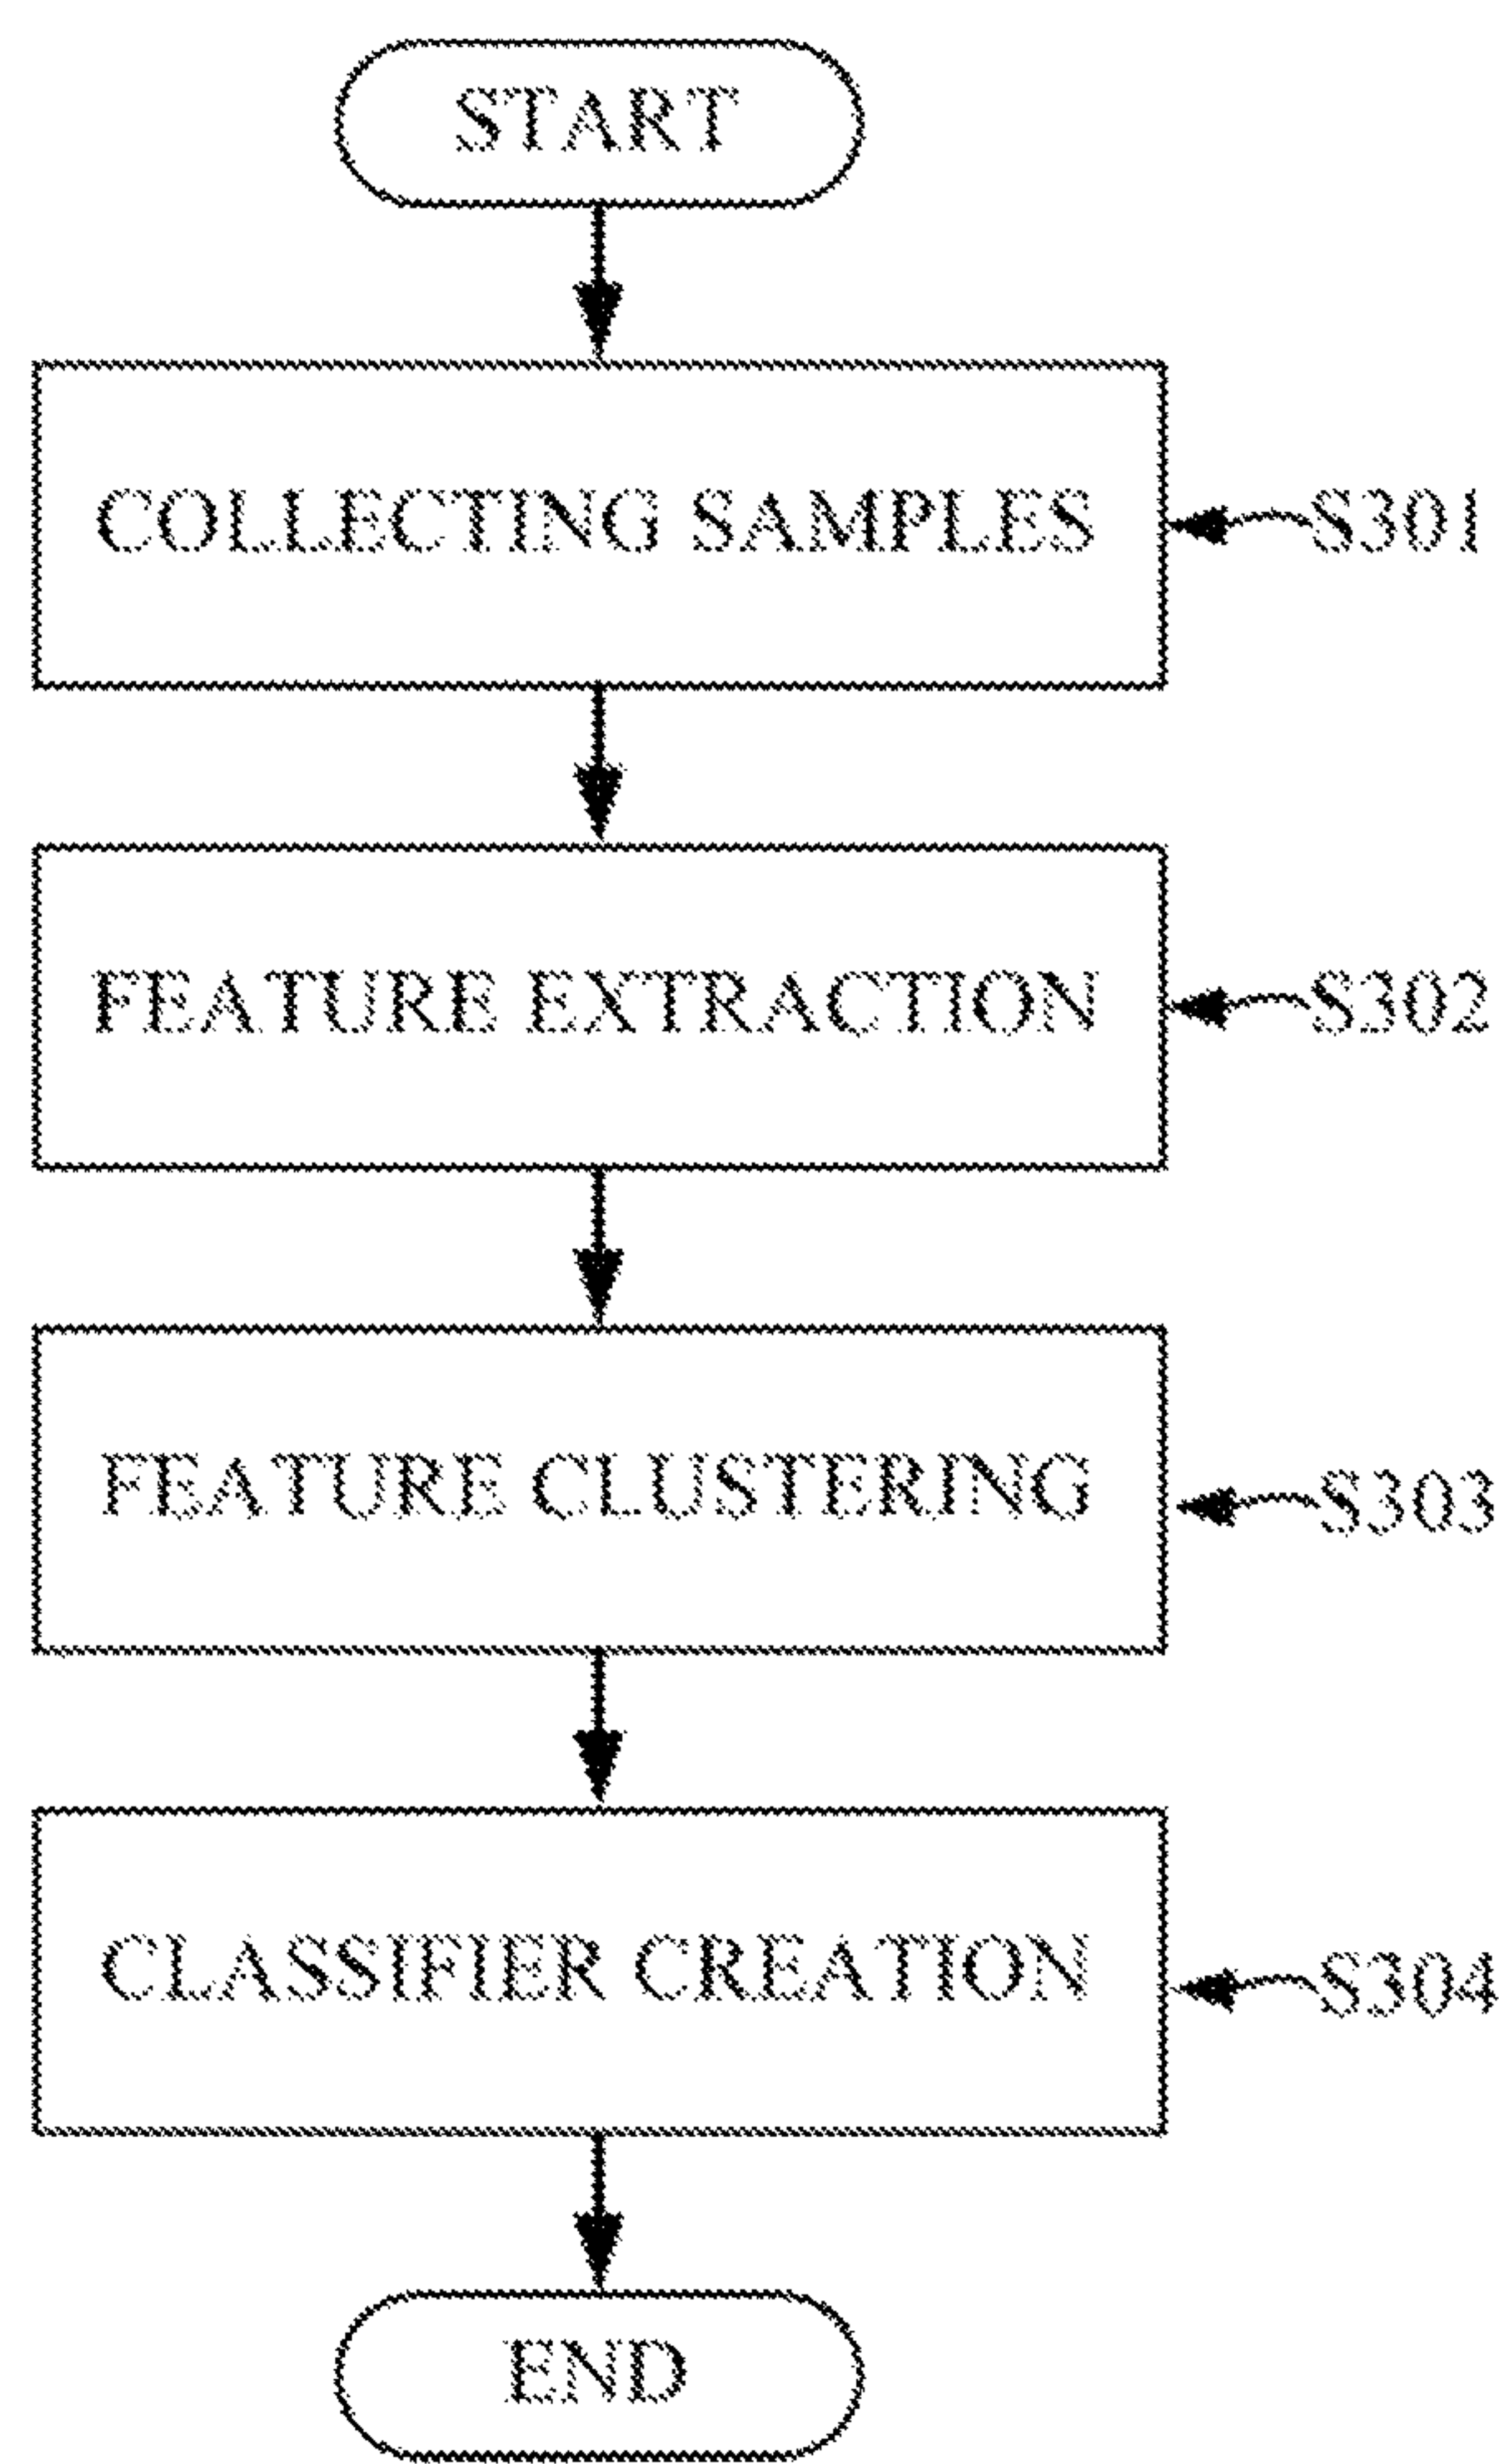 START
COLLECTING SAMPLES
S301
FEATURE EXTRACTION
S302
FEATURE CLUSTERING
S303
CLASSIFIER CREATION
S304
END